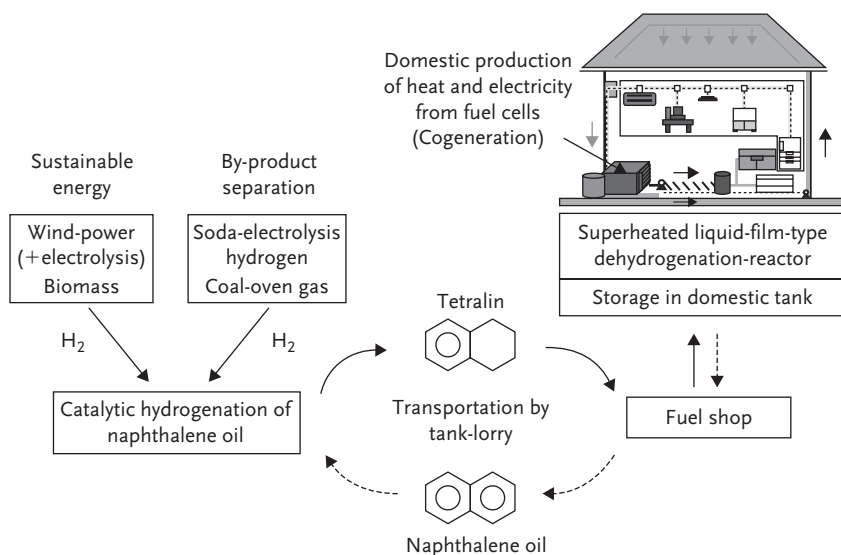 Domestic production
of heat and electricity
from fuel cells
(Cogeneration)
Sustainable
energy
By-product
separation
Wind-power
(+electrolysis)
Biomass
Soda-electrolysis
hydrogen
Coal-oven gas
Superheated liquid-film-type
dehydrogenation-reactor
Storage in domestic tank
H2
H2
Tetralin
Catalytic hydrogenation of
naphthalene oil
Transportation by
tank-lorry
Fuel shop
Naphthalene oil